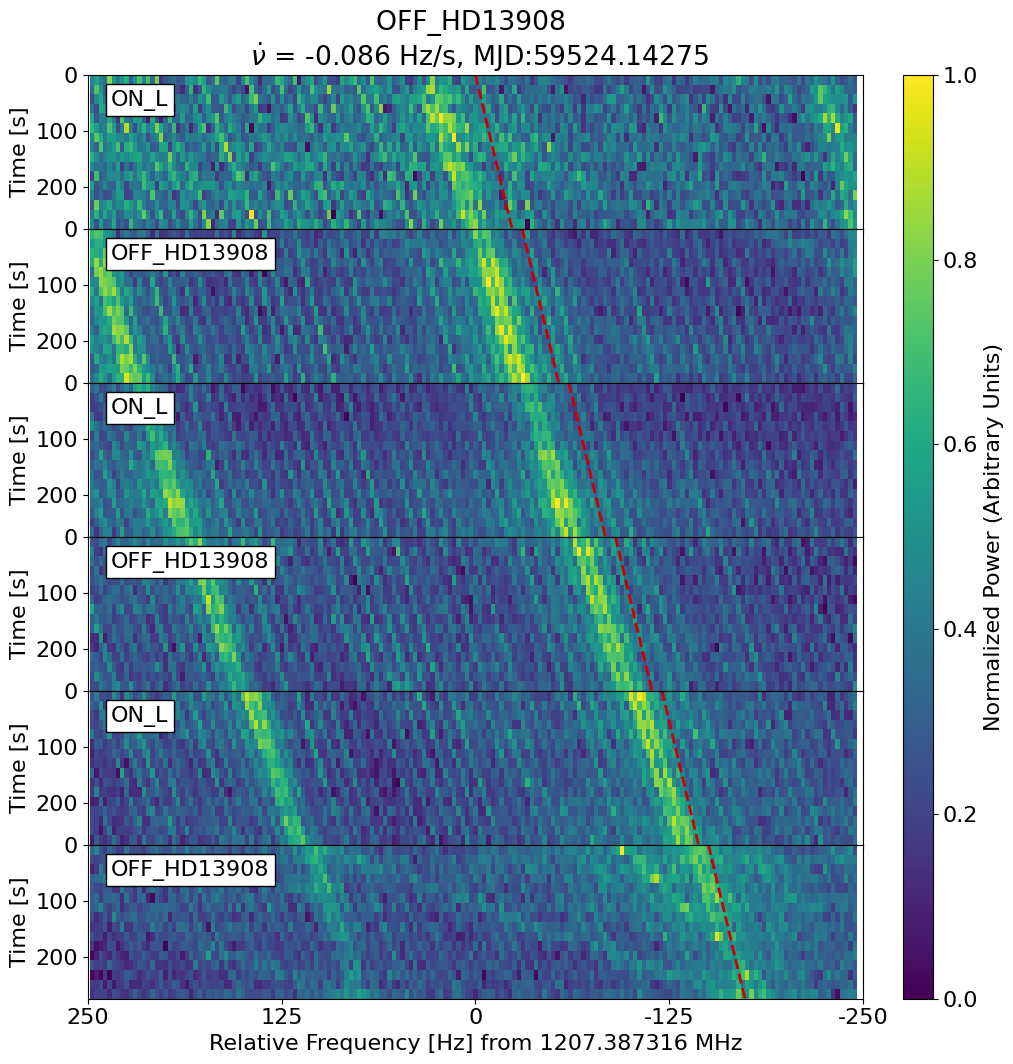 OFF_HD13908
ν̇ = -0.086 Hz/s, MJD:59524.14275
ON_L
OFF_HD13908
ON_L
OFF_HD13908
ON_L
OFF_HD13908
Time [s]
0
100
200
Time [s]
0
100
200
Time [s]
0
100
200
Time [s]
0
100
200
Time [s]
0
100
200
Time [s]
0
100
200
250
125
0
-125
-250
Relative Frequency [Hz] from 1207.387316 MHz
1.0
0.8
0.6
0.4
0.2
0.0
Normalized Power (Arbitrary Units)